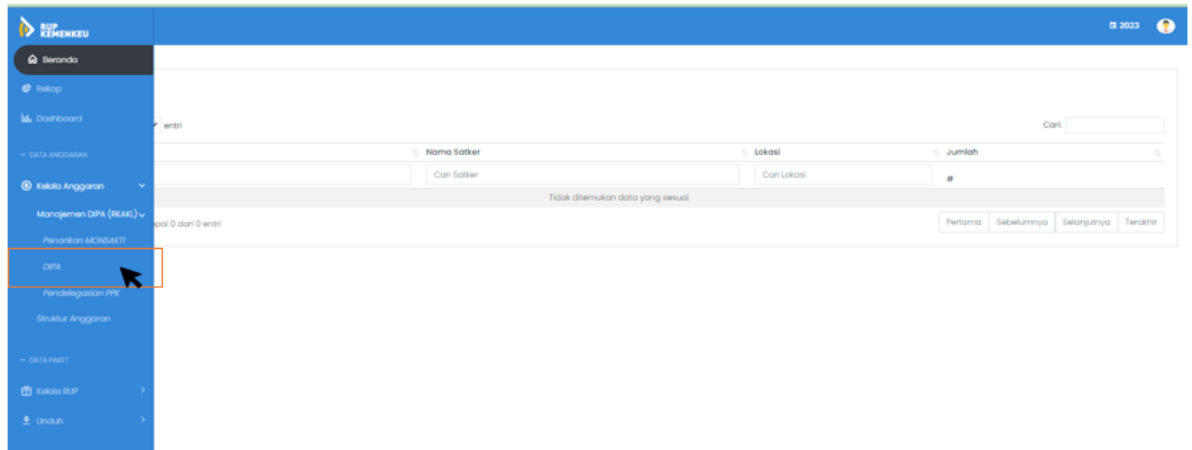 RUP
KEMENKEU
2023
Beranda
Rekap
Dashboard
entri
Cari:
— DATA ANGGARAN
Nama Satker
Lokasi
Jumlah
Cari Satker
Cari Lokasi
#
Kelola Anggaran
Tidak ditemukan data yang sesuai
Manajemen DIPA (RKAKL)
pai 0 dari 0 entri
Pertama
Sebelumnya
Selanjutnya
Terakhir
Penarikan MONSAKTI
DIPA
Pendelegasian PPK
Struktur Anggaran
— DATA PAKET
Kelola RUP
Unduh